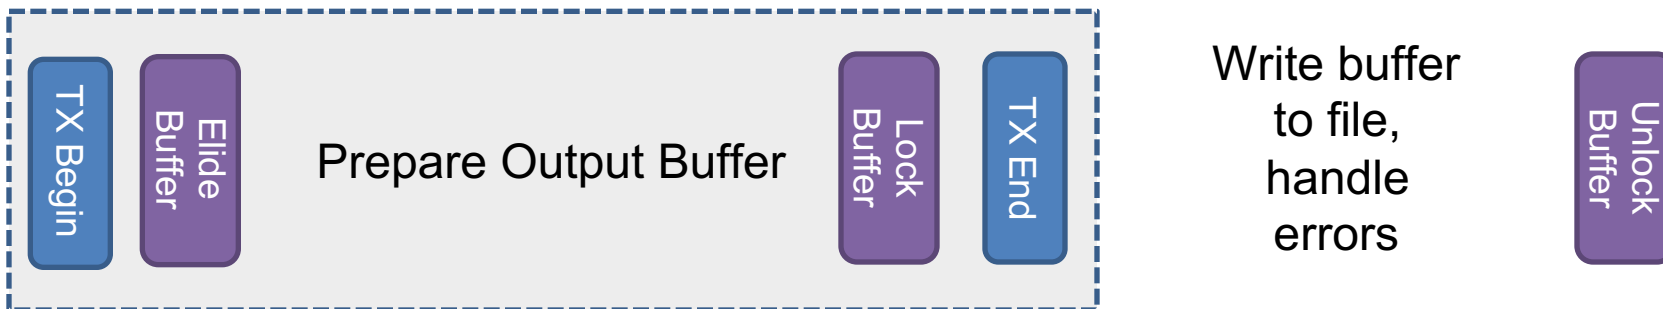 TX Begin
Elide
Buffer
Prepare Output Buffer
Lock
Buffer
TX End
Write buffer
to file,
handle
errors
Unlock
Buffer